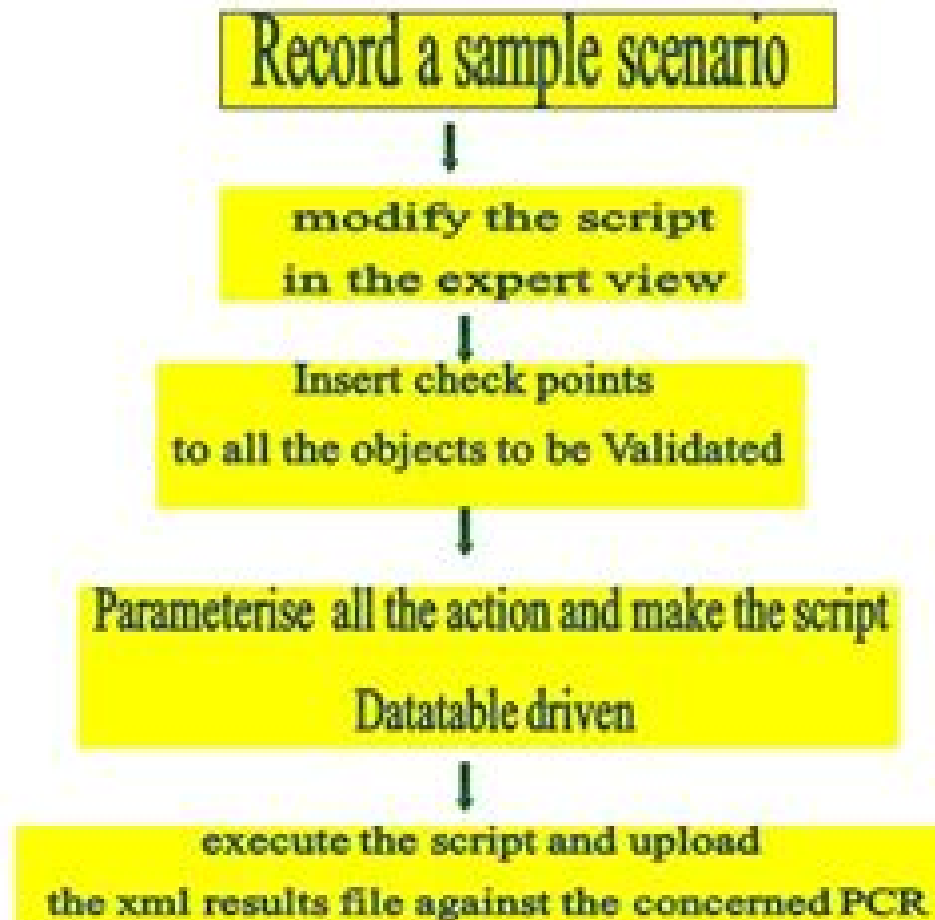 Record a sample scenario
modify the script
in the expert view
Insert check points
to all the objects to be Validated
Parameterise all the action and make the script
Datatable driven
execute the script and upload
the xml results file against the concerned PCR